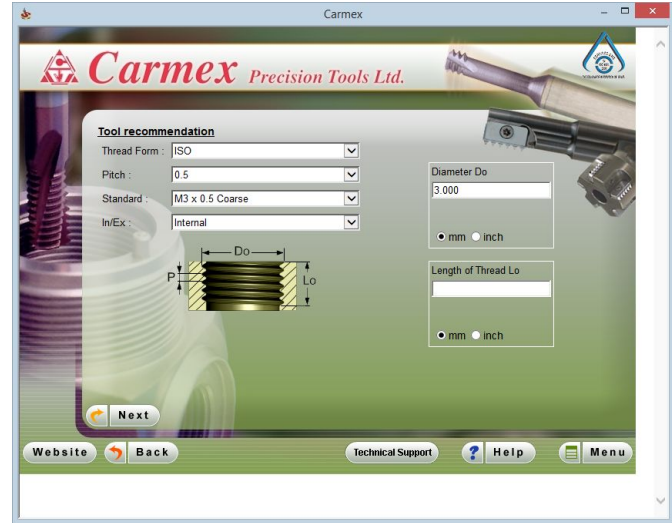 Carmex
Carmex Precision Tools Ltd.
Tool recommendation
Thread Form : ISO
Pitch : 0.5
Standard : M3 x 0.5 Coarse
In/Ex : Internal
Diameter Do
3.000
mm inch
Length of Thread Lo
mm inch
Do
P
Lo
Next
Website
Back
Technical Support
? Help
Menu